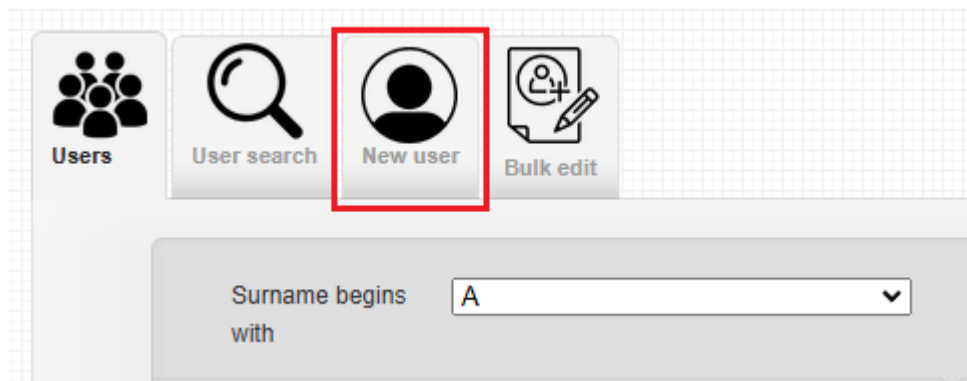 Users
User search
New user
Bulk edit
Surname begins
with
A